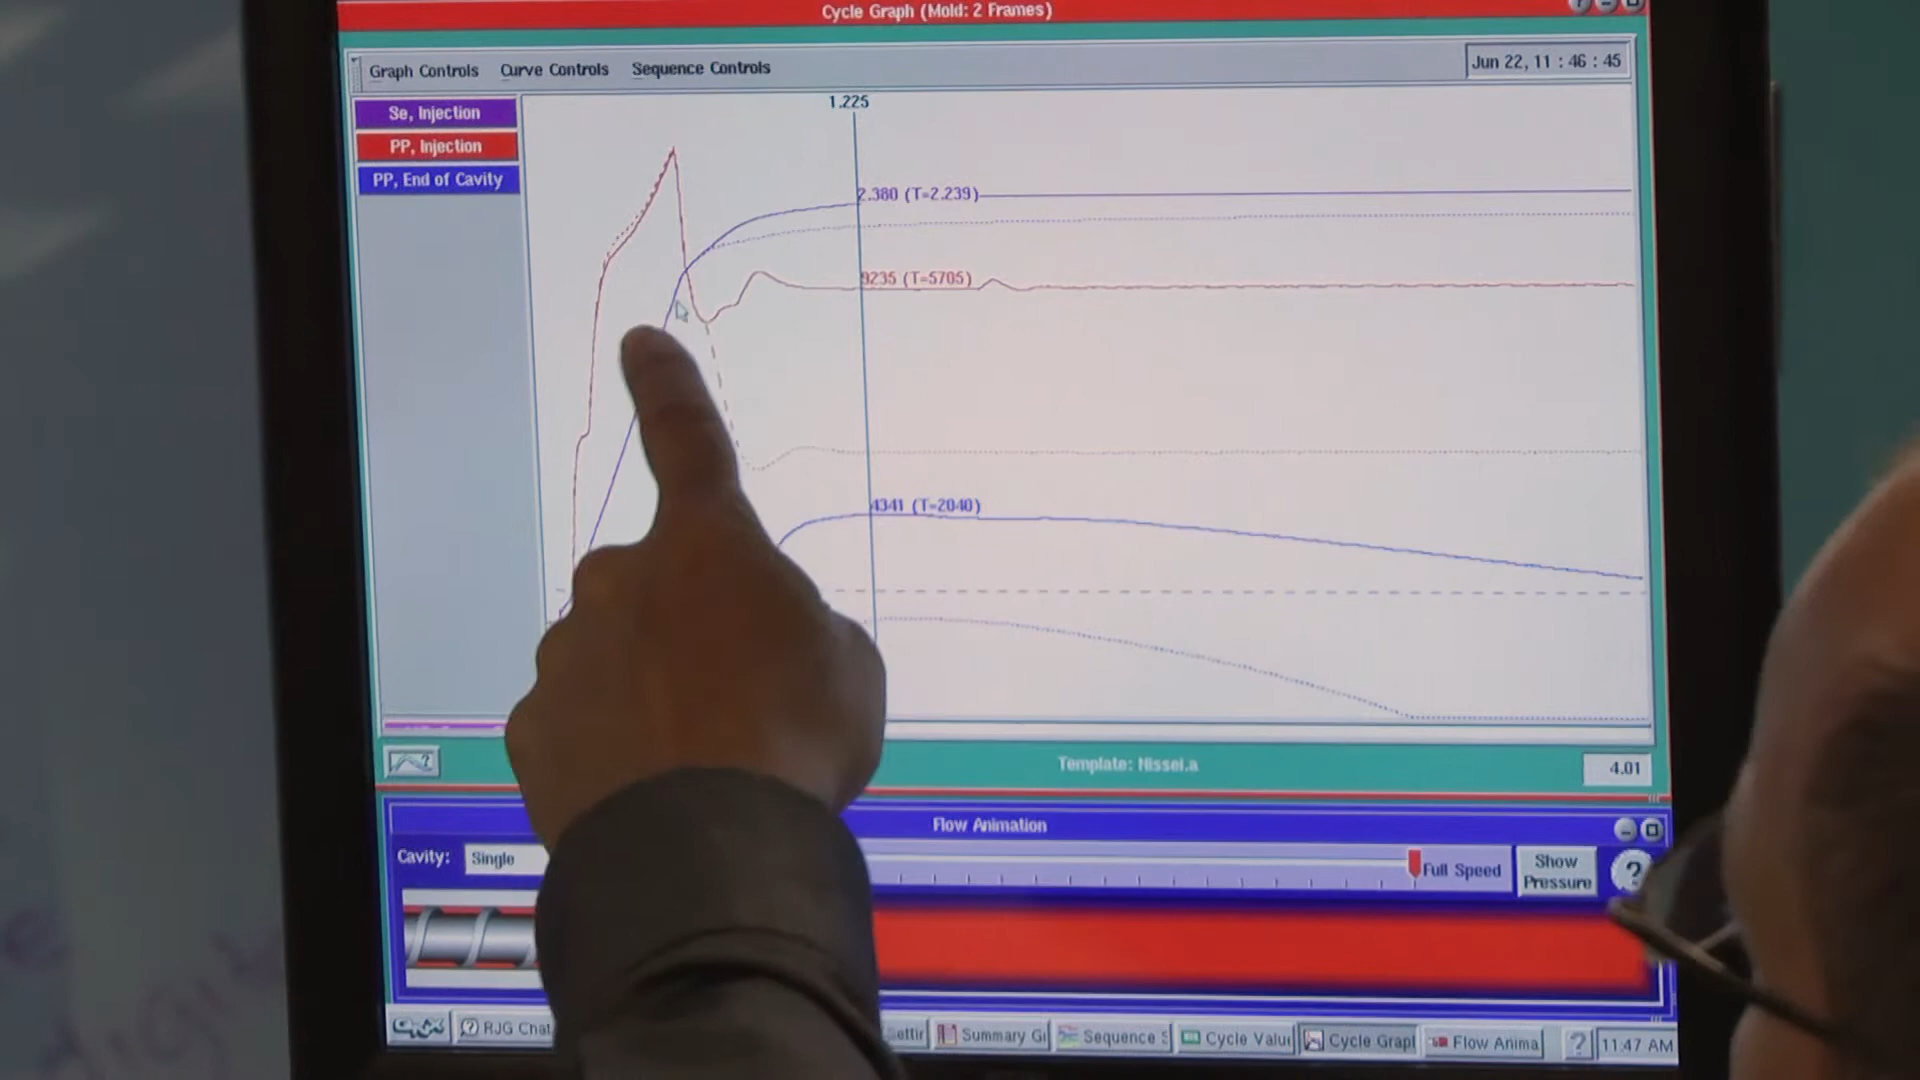 Cycle Graph (Mold: 2 Frames)
Graph Controls Curve Controls Sequence Controls
Jun 22, 11 : 46 : 45
Se, Injection
PP, Injection
PP, End of Cavity
1.225
2.380 (T=2.239)
9235 (T=5705)
4341 (T=2040)
Template: Nissei.a
4.01
Flow Animation
Cavity: Single
Full Speed
Show
Pressure
?
RJG Chat
Summary Gr
Sequence S
Cycle Value
Cycle Graph
Flow Anima
?
11:47 AM